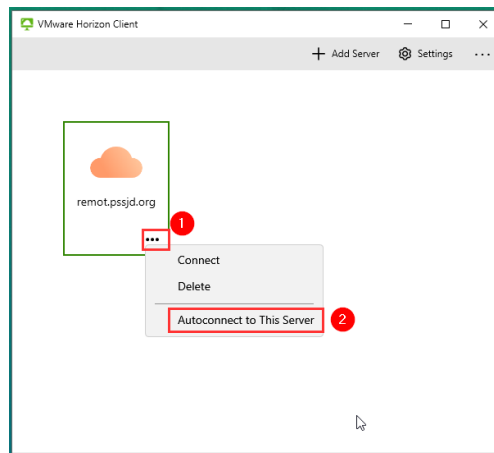 VMware Horizon Client
Add Server
Settings
remot.pssjd.org
1
Connect
Delete
Autoconnect to This Server
2